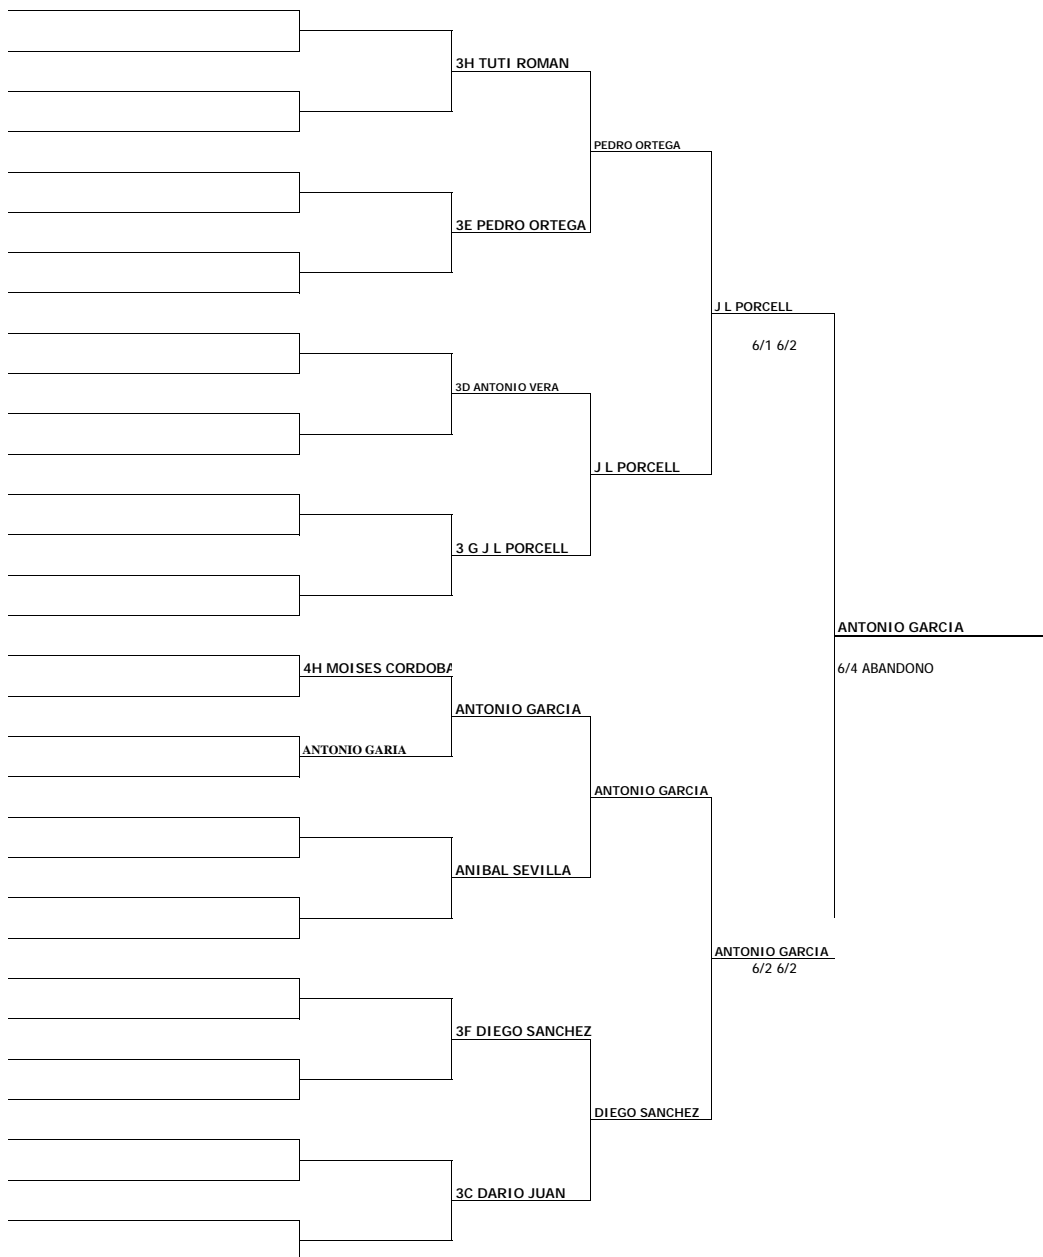 3H TUTI ROMAN
PEDRO ORTEGA
3E PEDRO ORTEGA
J L PORCELL
6/1 6/2
3D ANTONIO VERA
J L PORCELL
3 G J L PORCELL
ANTONIO GARCIA
4H MOISES CORDOBA
6/4 ABANDONO
ANTONIO GARCIA
ANTONIO GARIA
ANTONIO GARCIA
ANIBAL SEVILLA
ANTONIO GARCIA
6/2 6/2
3F DIEGO SANCHEZ
DIEGO SANCHEZ
3C DARIO JUAN